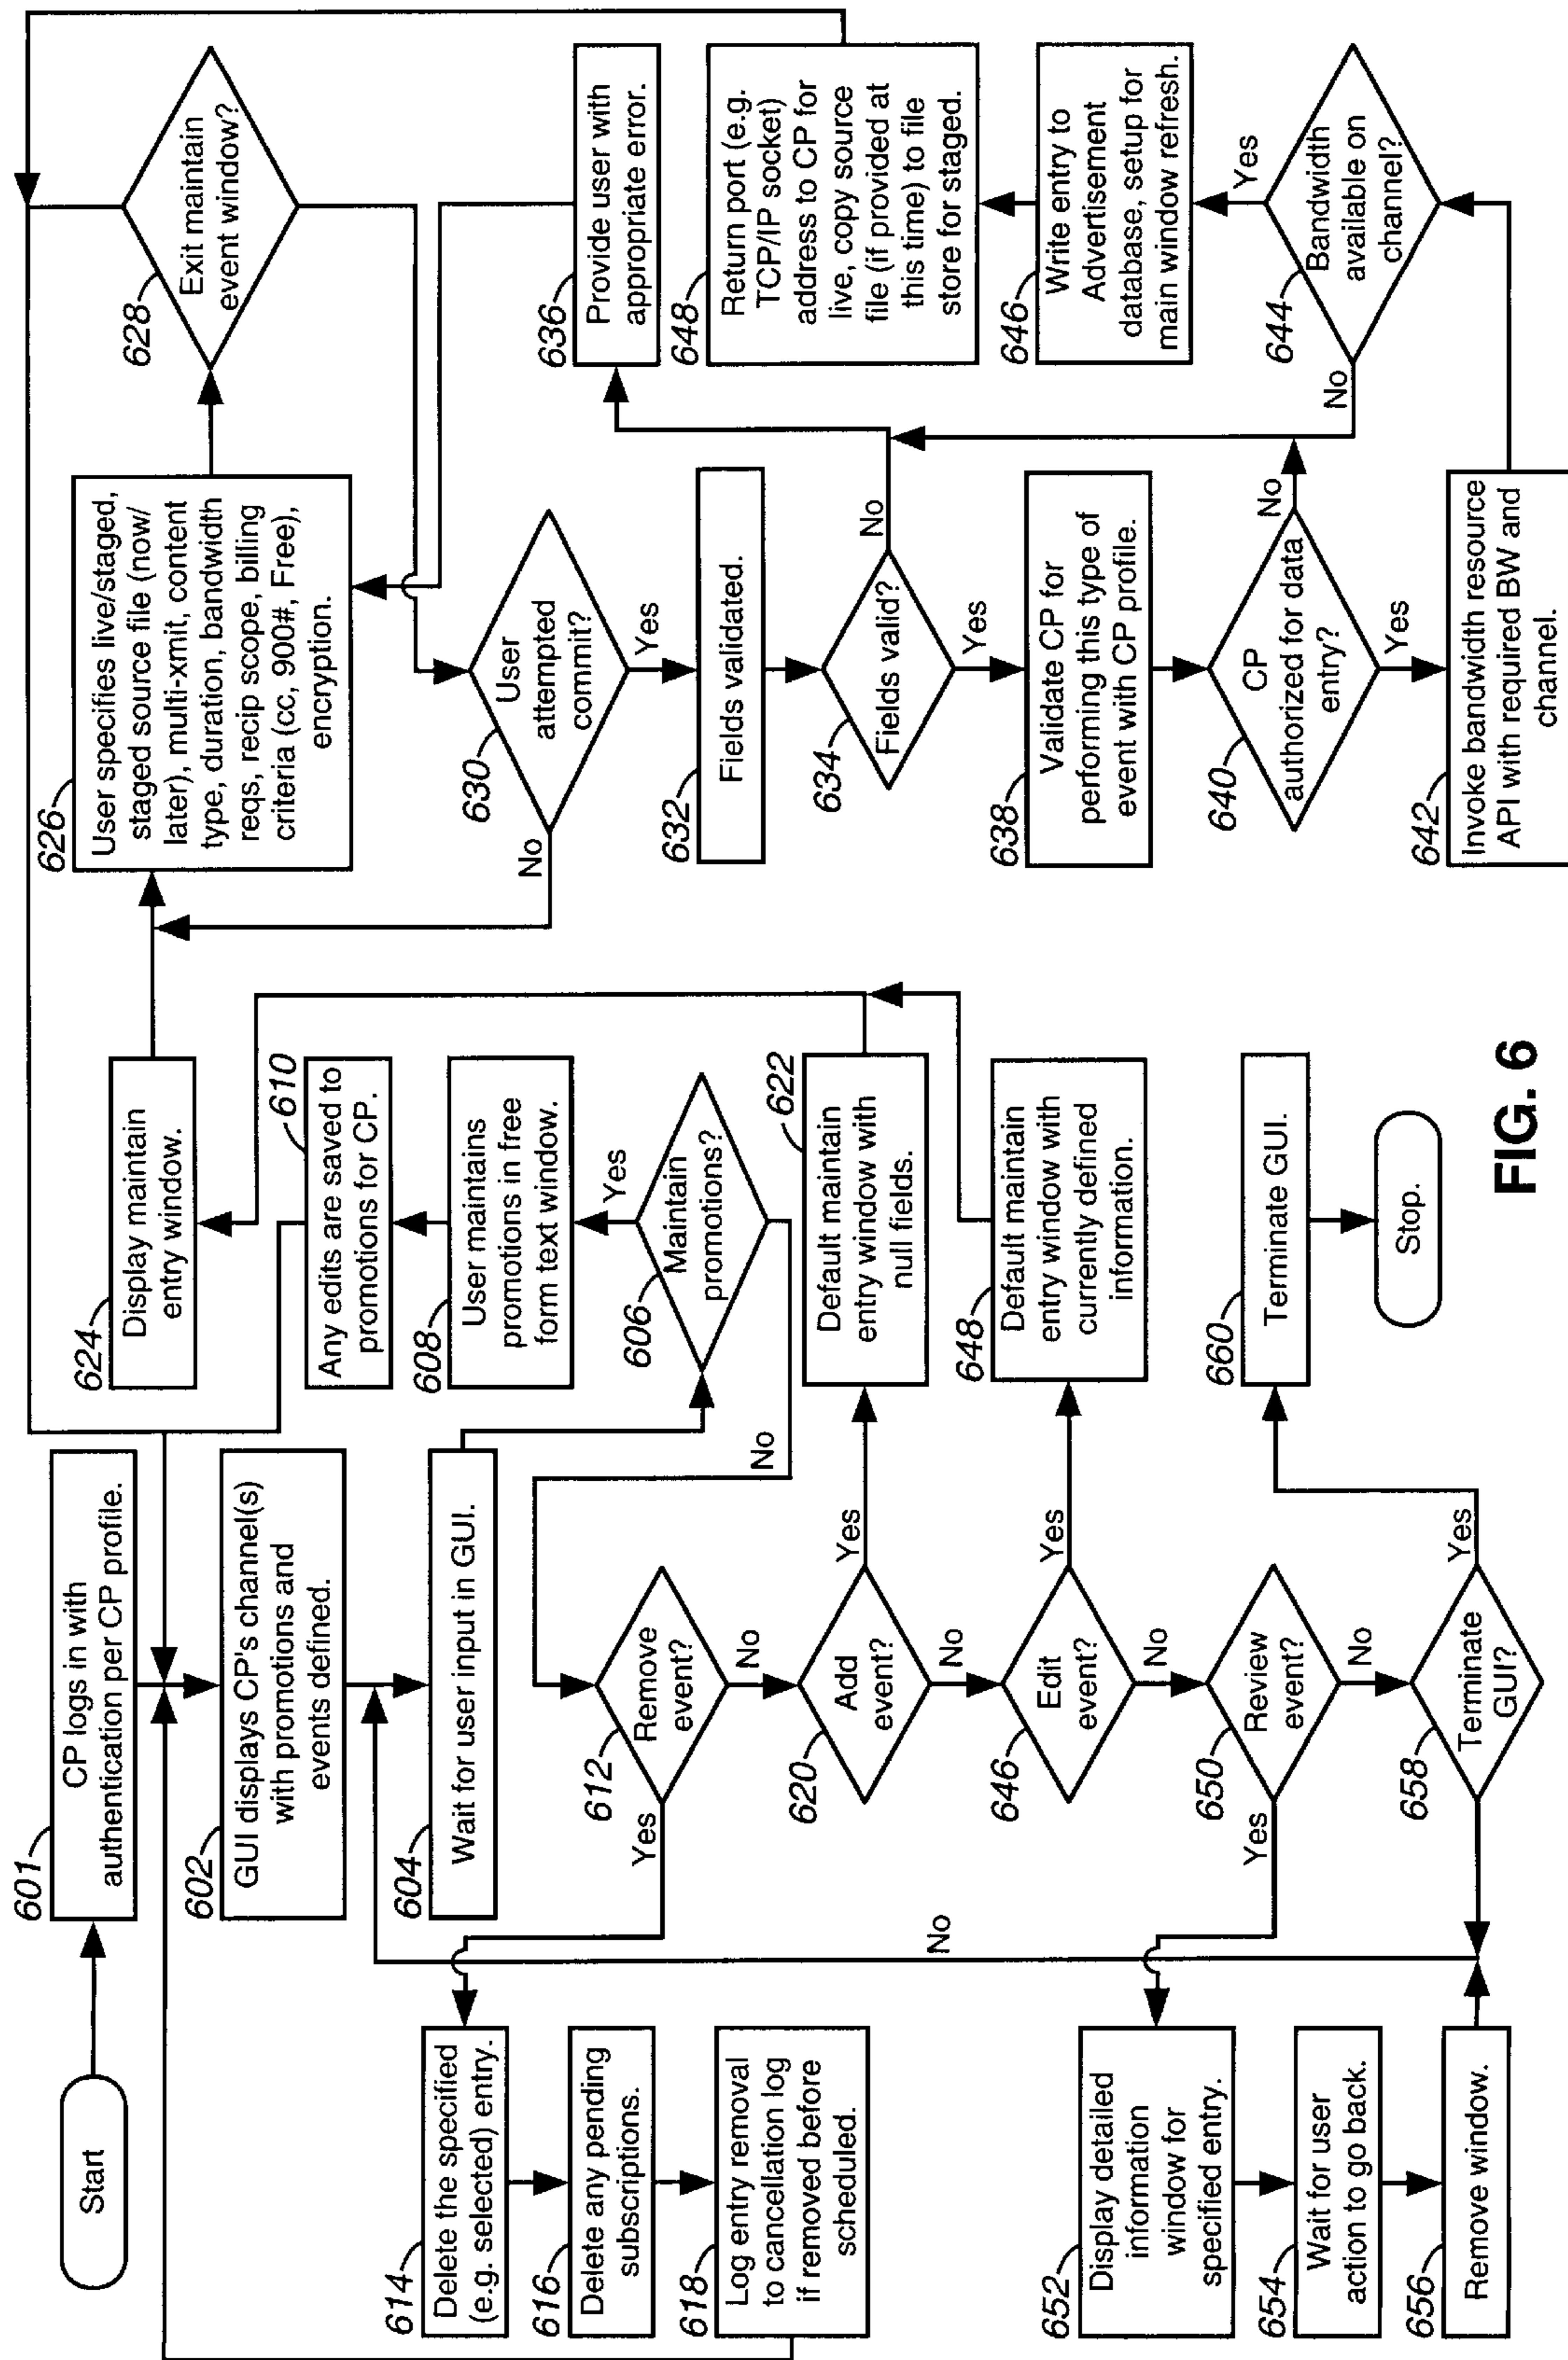 Start
601
CP logs in with
authentication per CP profile.
602
GUI displays CP's channel(s)
with promotions and
events defined.
604
Wait for user input in GUI.
606
Maintain
promotions?
Yes
No
608
User maintains
promotions in free
form text window.
610
Any edits are saved to
promotions for CP.
612
Remove
event?
Yes
No
614
Delete the specified
(e.g. selected) entry.
616
Delete any pending
subscriptions.
618
Log entry removal
to cancellation log
if removed before
scheduled.
620
Add
event?
Yes
No
622
Default maintain
entry window with
null fields.
646
Edit
event?
Yes
No
648
Default maintain
entry window with
currently defined
information.
650
Review
event?
Yes
No
652
Display detailed
information
window for
specified entry.
654
Wait for user
action to go back.
656
Remove window.
658
Terminate
GUI?
Yes
No
660
Terminate GUI.
Stop.
624
Display maintain
entry window.
626
User specifies live/staged,
staged source file (now/
later), multi-xmit, content
type, duration, bandwidth
reqs, recip scope, billing
criteria (cc, 900#, Free),
encryption.
628
Exit maintain
event window?
630
User
attempted
commit?
No
Yes
632
Fields validated.
634
Fields valid?
No
Yes
636
Provide user with
appropriate error.
638
Validate CP for
performing this type of
event with CP profile.
640
CP
authorized for data
entry?
No
Yes
642
Invoke bandwidth resource
API with required BW and
channel.
644
Bandwidth
available on
channel?
No
Yes
646
Write entry to
Advertisement
database, setup for
main window refresh.
648
Return port (e.g.
TCP/IP socket)
address to CP for
live, copy source
file (if provided at
this time) to file
store for staged.
FIG. 6